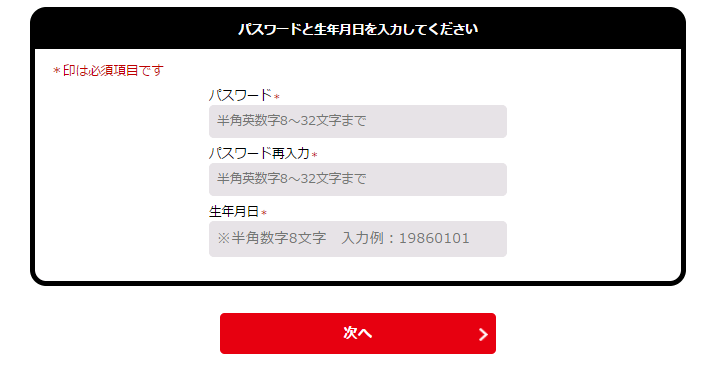 パスワードと生年月日を入力してください
*印は必須項目です
パスワード*
半角英数字8～32文字まで
パスワード再入力*
半角英数字8～32文字まで
生年月日*
※半角数字8文字　入力例：19860101
次へ